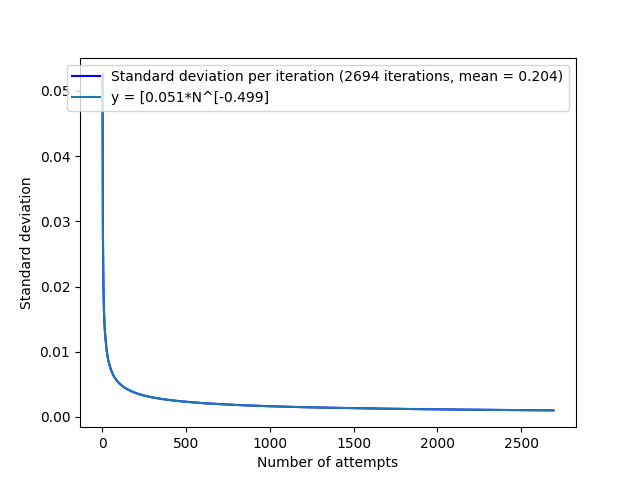 Standard deviation per iteration (2694 iterations, mean = 0.204)
y = [0.051*N^[-0.499]
0.05
0.04
0.03
0.02
0.01
0.00
Standard deviation
0 500 1000 1500 2000 2500
Number of attempts